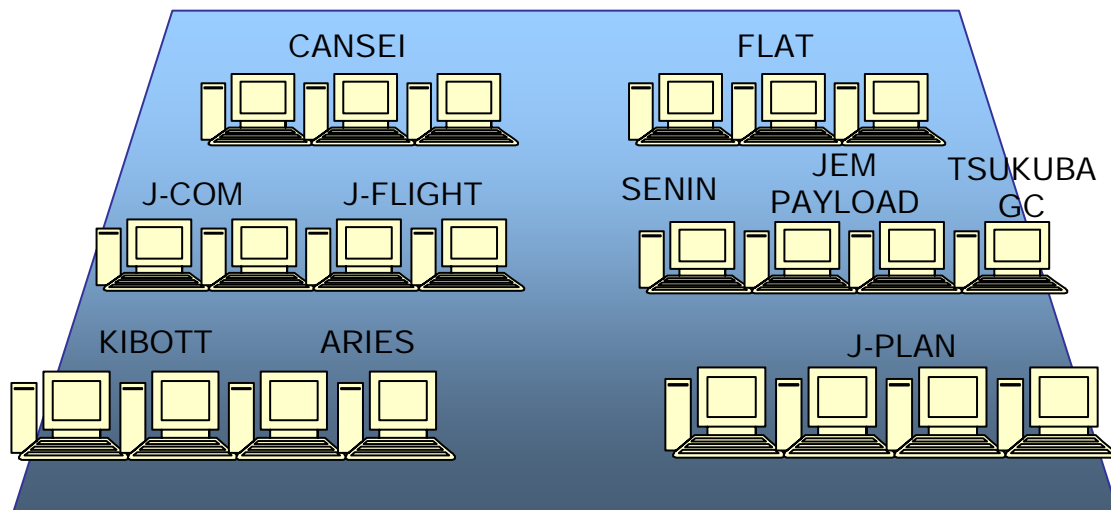 CANSEI
FLAT
J-COM
J-FLIGHT
SENIN
JEM
PAYLOAD
TSUKUBA
GC
KIBOTT
ARIES
J-PLAN